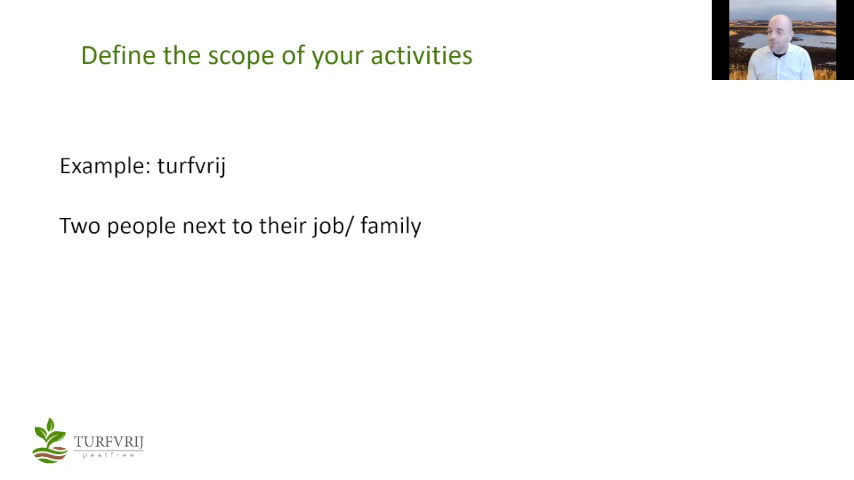 Define the scope of your activities
Example: turfvrij
Two people next to their job/ family
TURFVRIJ
peatfree